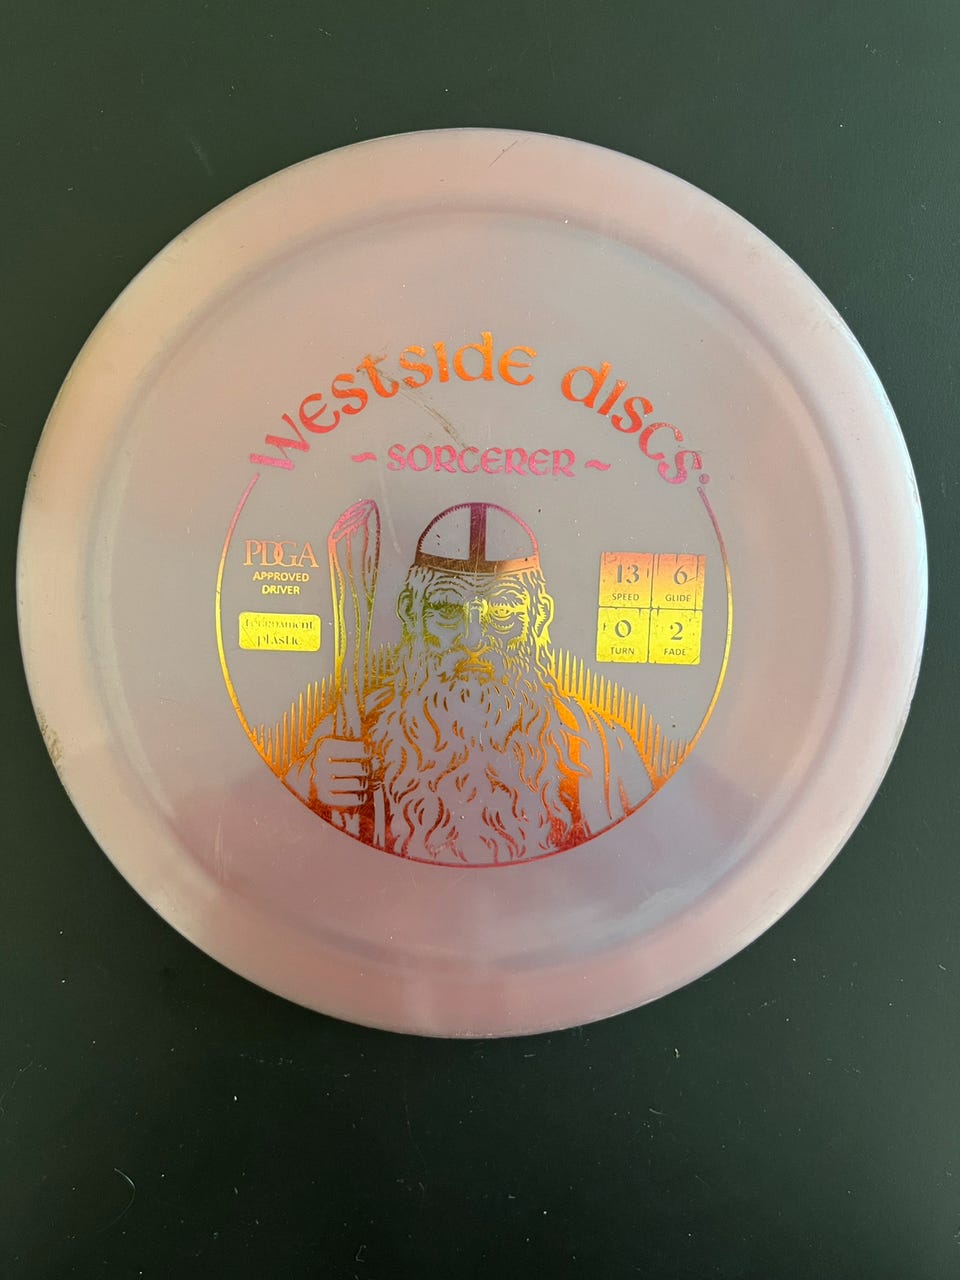 Westside discs
~ SORCERER ~
PDGA
APPROVED
DRIVER
tournament
plastic
13 6
SPEED GLIDE
0 2
TURN FADE